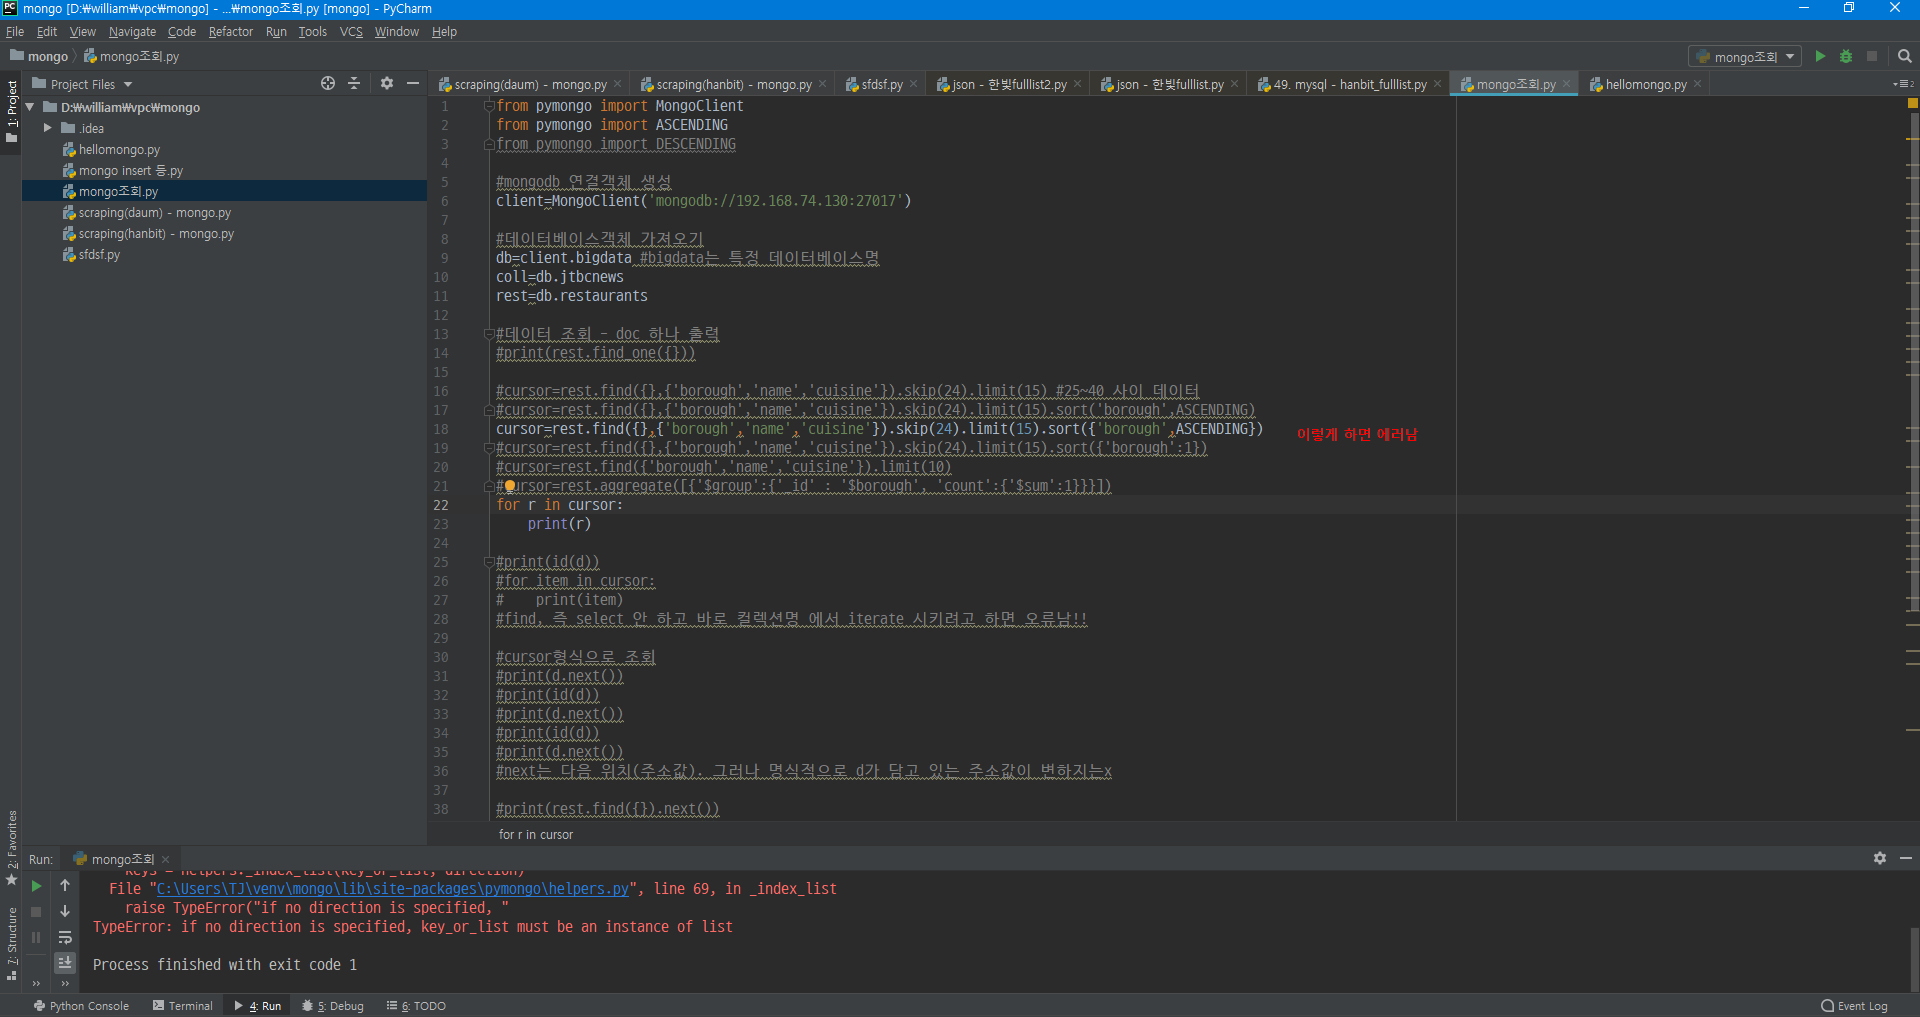 mongo [D:₩william₩vpc₩mongo] - ...₩mongo조회.py [mongo] - PyCharm
File Edit View Navigate Code Refactor Run Tools VCS Window Help
mongo mongo조회.py
mongo조회
1: Project
Project Files
scraping(daum) - mongo.py
scraping(hanbit) - mongo.py
sfdsf.py
json - 한빛fulllist2.py
json - 한빛fulllist.py
49. mysql - hanbit_fulllist.py
mongo조회.py
hellomongo.py
D:₩william₩vpc₩mongo
.idea
hellomongo.py
mongo insert 등.py
mongo조회.py
scraping(daum) - mongo.py
scraping(hanbit) - mongo.py
sfdsf.py
1 from pymongo import MongoClient
2 from pymongo import ASCENDING
3 from pymongo import DESCENDING
4
5 #mongodb 연결객체 생성
6 client=MongoClient('mongodb://192.168.74.130:27017')
7
8 #데이터베이스객체 가져오기
9 db=client.bigdata #bigdata는 특정 데이터베이스명
10 coll=db.jtbcnews
11 rest=db.restaurants
12
13 #데이터 조회 - doc 하나 출력
14 #print(rest.find_one({}))
15
16 #cursor=rest.find({},{'borough','name','cuisine'}).skip(24).limit(15) #25~40 사이 데이터
17 #cursor=rest.find({},{'borough','name','cuisine'}).skip(24).limit(15).sort('borough',ASCENDING)
18 cursor=rest.find({},{'borough','name','cuisine'}).skip(24).limit(15).sort({'borough',ASCENDING}) 이렇게 하면 에러남
19 #cursor=rest.find({},{'borough','name','cuisine'}).skip(24).limit(15).sort({'borough':1})
20 #cursor=rest.find({'borough','name','cuisine'}).limit(10)
21 #cursor=rest.aggregate([{'$group':{'_id' : '$borough', 'count':{'$sum':1}}}])
22 for r in cursor:
23 print(r)
24
25 #print(id(d))
26 #for item in cursor:
27 # print(item)
28 #find, 즉 select 안 하고 바로 컬렉션명 에서 iterate 시키려고 하면 오류남!!
29
30 #cursor형식으로 조회
31 #print(d.next())
32 #print(id(d))
33 #print(d.next())
34 #print(id(d))
35 #print(d.next())
36 #next는 다음 위치(주소값). 그러나 명식적으로 d가 담고 있는 주소값이 변하지는x
37
38 #print(rest.find({}).next())
for r in cursor
2: Favorites
7: Structure
Run: mongo조회
keys = helpers._index_list(key_or_list, direction)
File "C:\Users\TJ\venv\mongo\lib\site-packages\pymongo\helpers.py", line 69, in _index_list
raise TypeError("if no direction is specified, "
TypeError: if no direction is specified, key_or_list must be an instance of list
Process finished with exit code 1
Python Console Terminal 4: Run 5: Debug 6: TODO Event Log